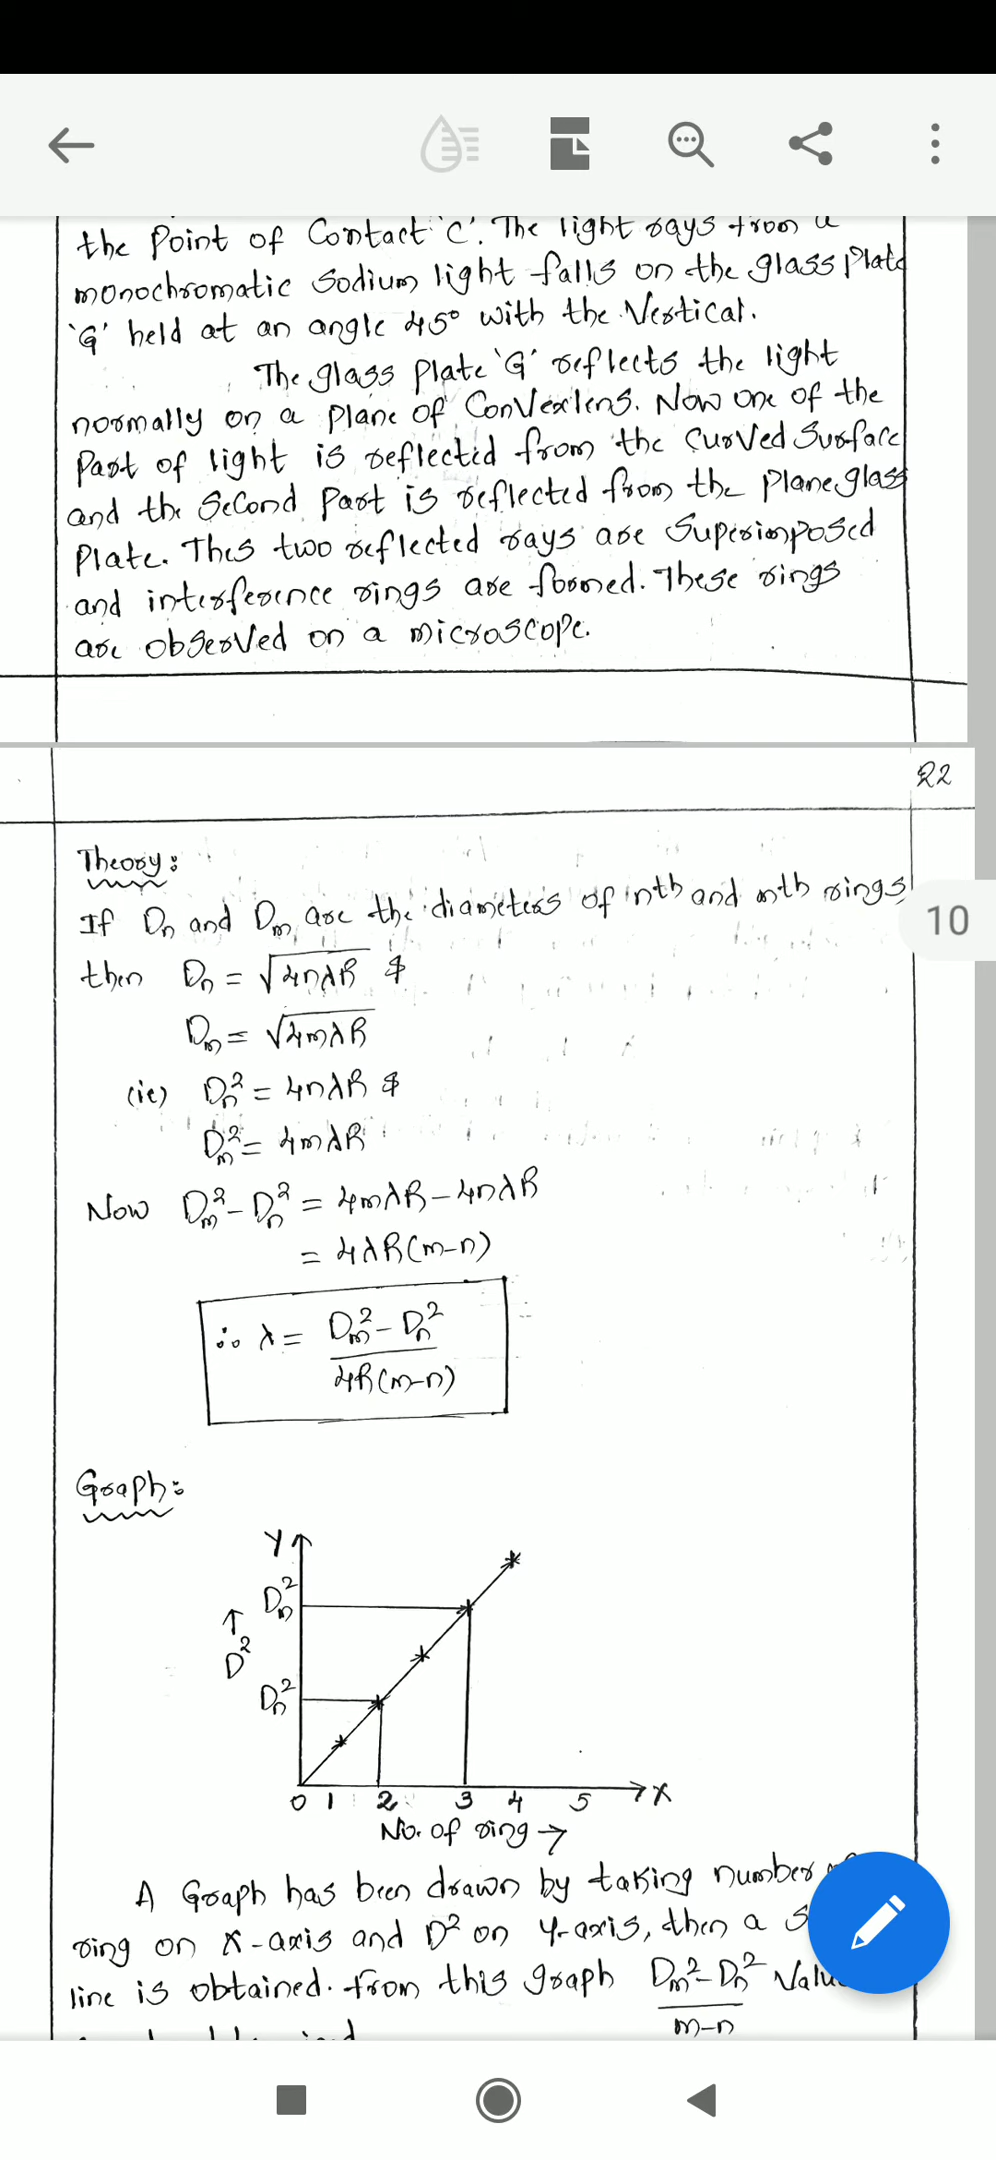 the Point of Contact 'C'. The light rays from a
monochromatic Sodium light falls on the glass Plate
'G' held at an angle 45° with the Vertical.
The glass Plate 'G' reflects the light
normally on a Plane of Convexlens. Now one of the
Part of light is reflected from the Curved Surface
and the Second Part is reflected from the Plane glass
Plate. Thes two reflected rays are Superimposed
and interference rings are formed. These rings
are observed on a microscope.
22
Theory:
If Dn and Dm are the diameters of nth and mth rings
10
then Dn = √4nλR &
Dm = √4mλR
(ie) Dn² = 4nλR &
Dm² = 4mλR
Now Dm² - Dn² = 4mλR - 4nλR
= 4λR(m-n)
∴ λ = Dm² - Dn²
4R(m-n)
Graph:
Y
Dm²
↑
D²
Dn²
0 1 2 3 4 5 X
No. of ring →
A Graph has been drawn by taking number
ring on X-axis and D² on Y-axis, then a S
line is obtained. from this graph Dm² - Dn² Valu
m-n